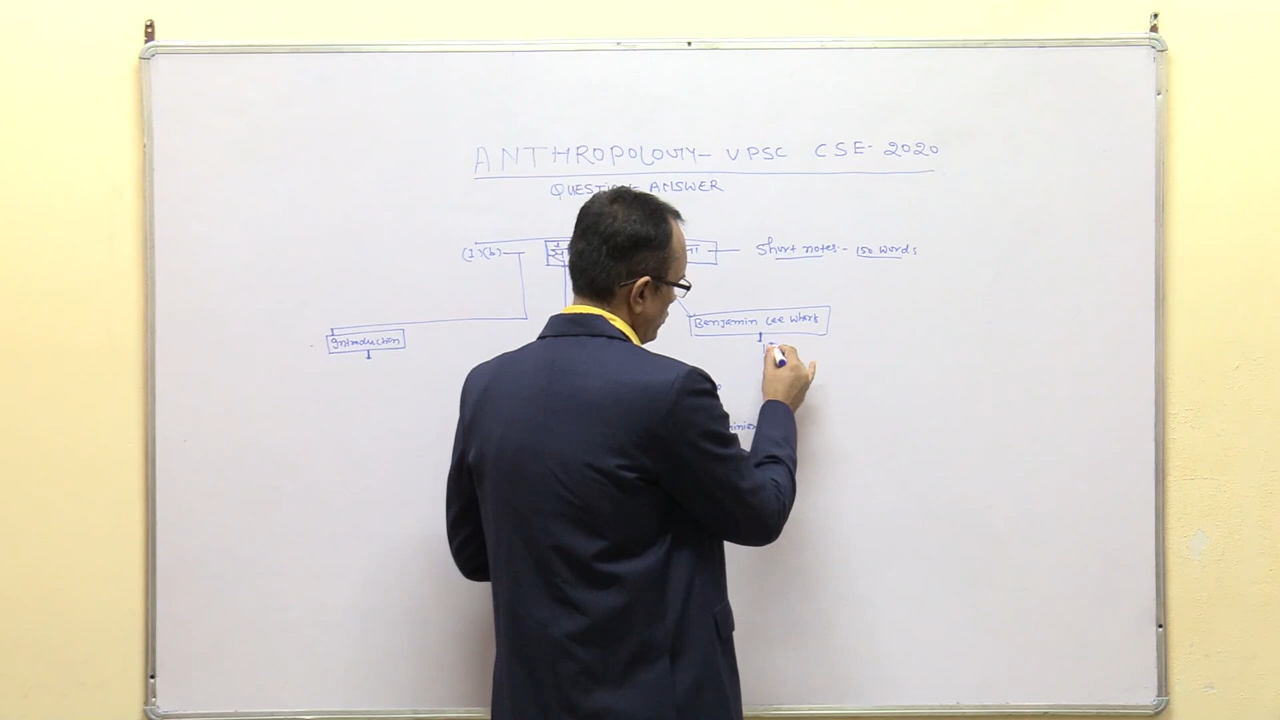 ANTHROPOLOGY- UPSC CSE- 2020
QUESTION- ANSWER
(1)(b) Short notes- 150 words
Benjamin Lee Whorf
Introduction